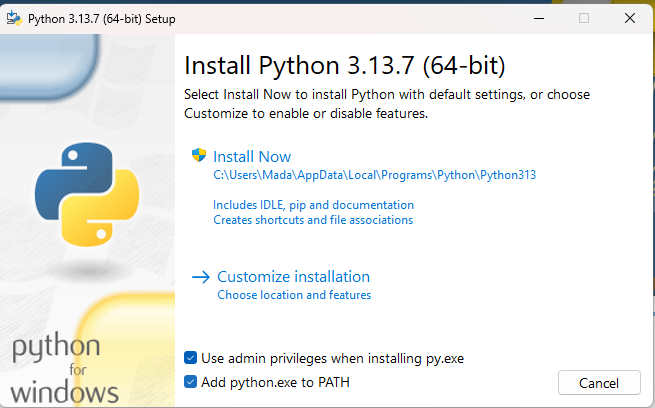 Python 3.13.7 (64-bit) Setup
Install Python 3.13.7 (64-bit)
Select Install Now to install Python with default settings, or choose
Customize to enable or disable features.
Install Now
C:\Users\Mada\AppData\Local\Programs\Python\Python313
Includes IDLE, pip and documentation
Creates shortcuts and file associations
Customize installation
Choose location and features
python
for
windows
Use admin privileges when installing py.exe
Add python.exe to PATH
Cancel